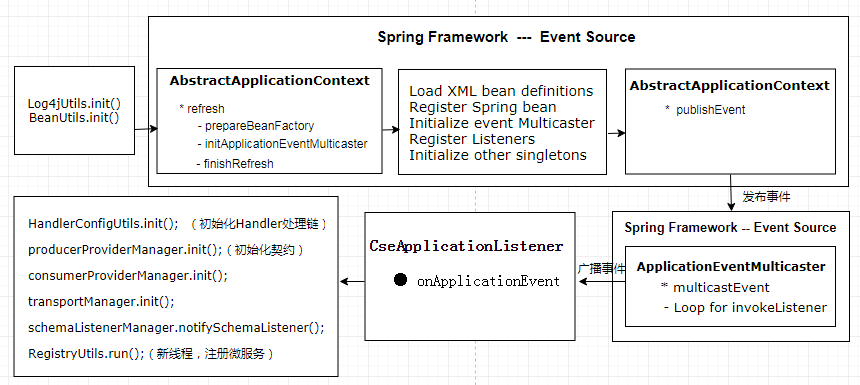 Spring Framework --- Event Source
Log4jUtils.init()
BeanUtils.init()
AbstractApplicationContext
* refresh
- prepareBeanFactory
- initApplicationEventMulticaster
- finishRefresh
Load XML bean definitions
Register Spring bean
Initialize event Multicaster
Register Listeners
Initialize other singletons
AbstractApplicationContext
* publishEvent
发布事件
Spring Framework -- Event Source
ApplicationEventMulticaster
* multicastEvent
- Loop for invokeListener
广播事件
CseApplicationListener
● onApplicationEvent
HandlerConfigUtils.init(); （初始化Handler处理链）
producerProviderManager.init();（初始化契约）
consumerProviderManager.init();
transportManager.init();
schemaListenerManager.notifySchemaListener();
RegistryUtils.run();（新线程，注册微服务）